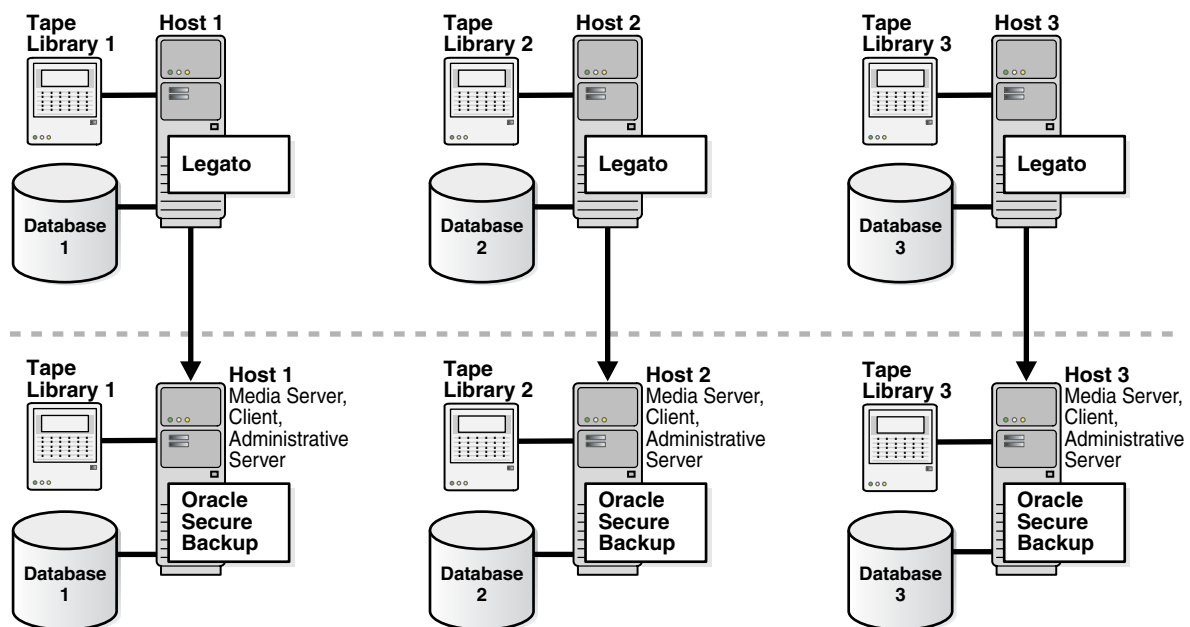 Tape
Library 1
Host 1
Legato
Database
1
Tape
Library 2
Host 2
Legato
Database
2
Tape
Library 3
Host 3
Legato
Database
3
Tape
Library 1
Host 1
Media Server,
Client,
Administrative
Server
Oracle
Secure
Backup
Database
1
Tape
Library 2
Host 2
Media Server,
Client,
Administrative
Server
Oracle
Secure
Backup
Database
2
Tape
Library 3
Host 3
Media Server,
Client,
Administrative
Server
Oracle
Secure
Backup
Database
3